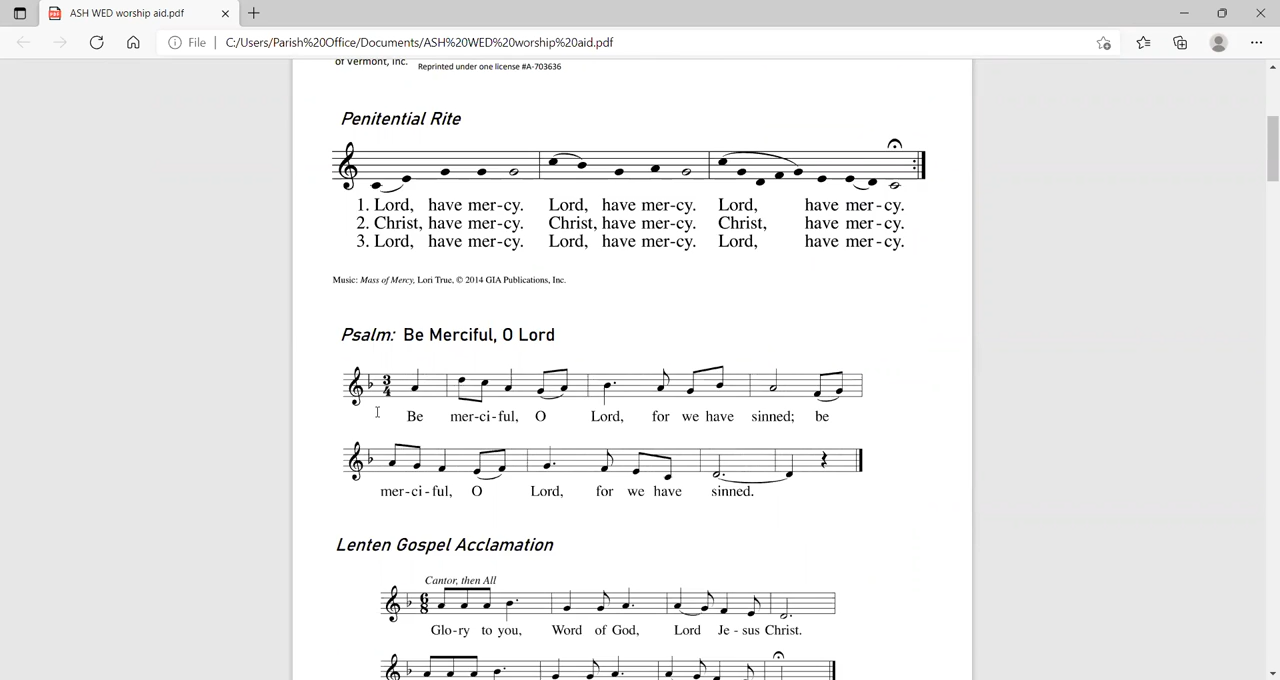 ASH WED worship aid.pdf
File C:/Users/Parish%20Office/Documents/ASH%20WED%20worship%20aid.pdf
of Vermont, Inc. Reprinted under one license #A-703636
Penitential Rite
1. Lord, have mer-cy. Lord, have mer-cy. Lord, have mer-cy.
2. Christ, have mer-cy. Christ, have mer-cy. Christ, have mer-cy.
3. Lord, have mer-cy. Lord, have mer-cy. Lord, have mer-cy.
Music: Mass of Mercy, Lori True, © 2014 GIA Publications, Inc.
Psalm: Be Merciful, O Lord
3
4
Be mer-ci-ful, O Lord, for we have sinned; be
mer-ci-ful, O Lord, for we have sinned.
Lenten Gospel Acclamation
Cantor, then All
6
8
Glo-ry to you, Word of God, Lord Je-sus Christ.